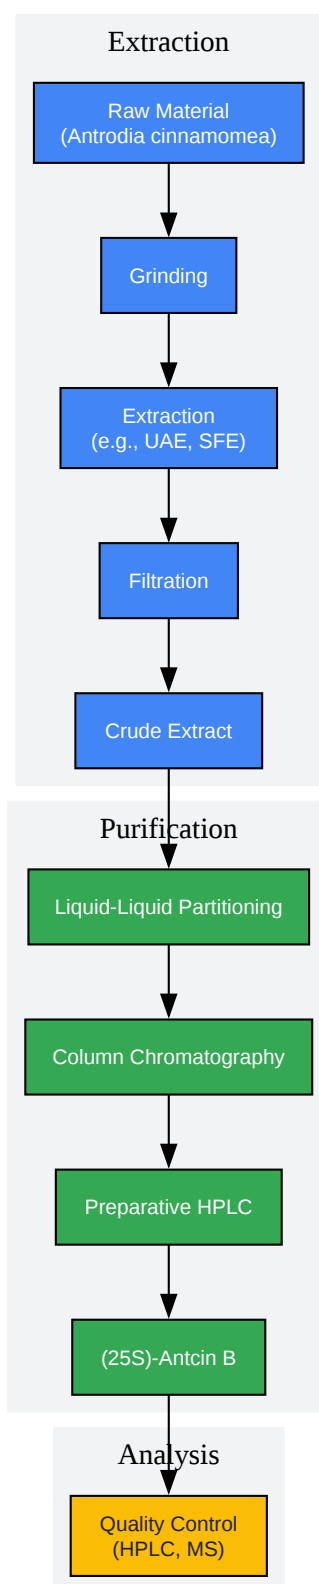 Extraction
Raw Material
(Antrodia cinnamomea)
Grinding
Extraction
(e.g., UAE, SFE)
Filtration
Crude Extract
Purification
Liquid-Liquid Partitioning
Column Chromatography
Preparative HPLC
(25S)-Antcin B
Analysis
Quality Control
(HPLC, MS)